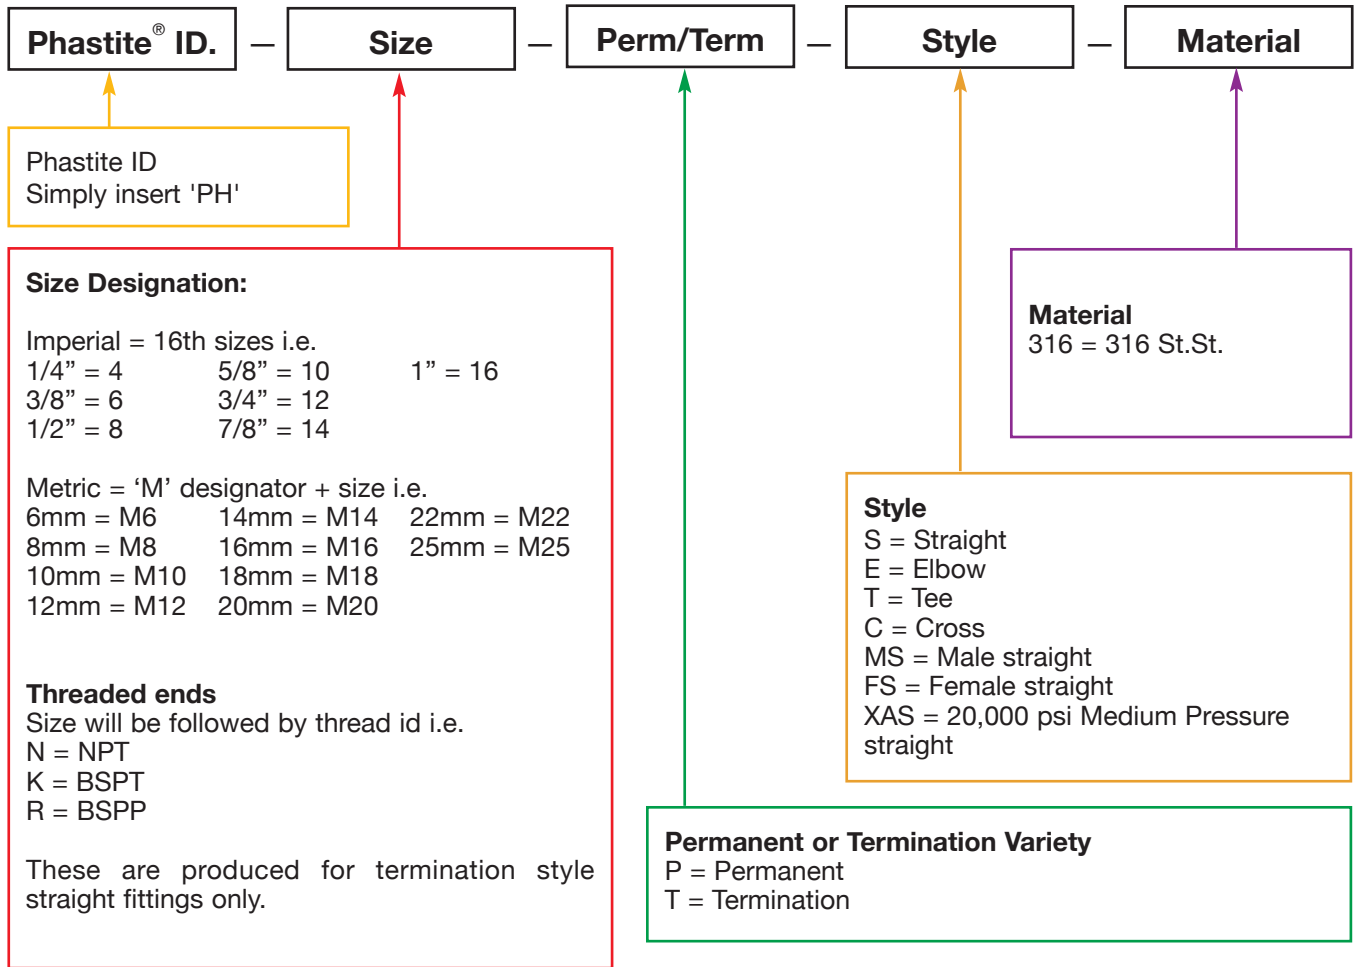 Phastite® ID. — Size — Perm/Term — Style — Material
Phastite ID
Simply insert 'PH'
Size Designation:
Imperial = 16th sizes i.e.
1/4” = 4 5/8” = 10 1” = 16
3/8” = 6 3/4” = 12
1/2” = 8 7/8” = 14
Metric = ‘M’ designator + size i.e.
6mm = M6 14mm = M14 22mm = M22
8mm = M8 16mm = M16 25mm = M25
10mm = M10 18mm = M18
12mm = M12 20mm = M20
Threaded ends
Size will be followed by thread id i.e.
N = NPT
K = BSPT
R = BSPP
These are produced for termination style
straight fittings only.
Material
316 = 316 St.St.
Style
S = Straight
E = Elbow
T = Tee
C = Cross
MS = Male straight
FS = Female straight
XAS = 20,000 psi Medium Pressure
straight
Permanent or Termination Variety
P = Permanent
T = Termination